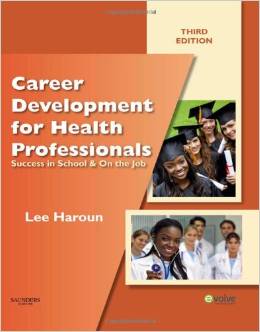 THIRD
EDITION
Career
Development
for Health
Professionals
Success in School & On the Job
Lee Haroun
SAUNDERS
evolve